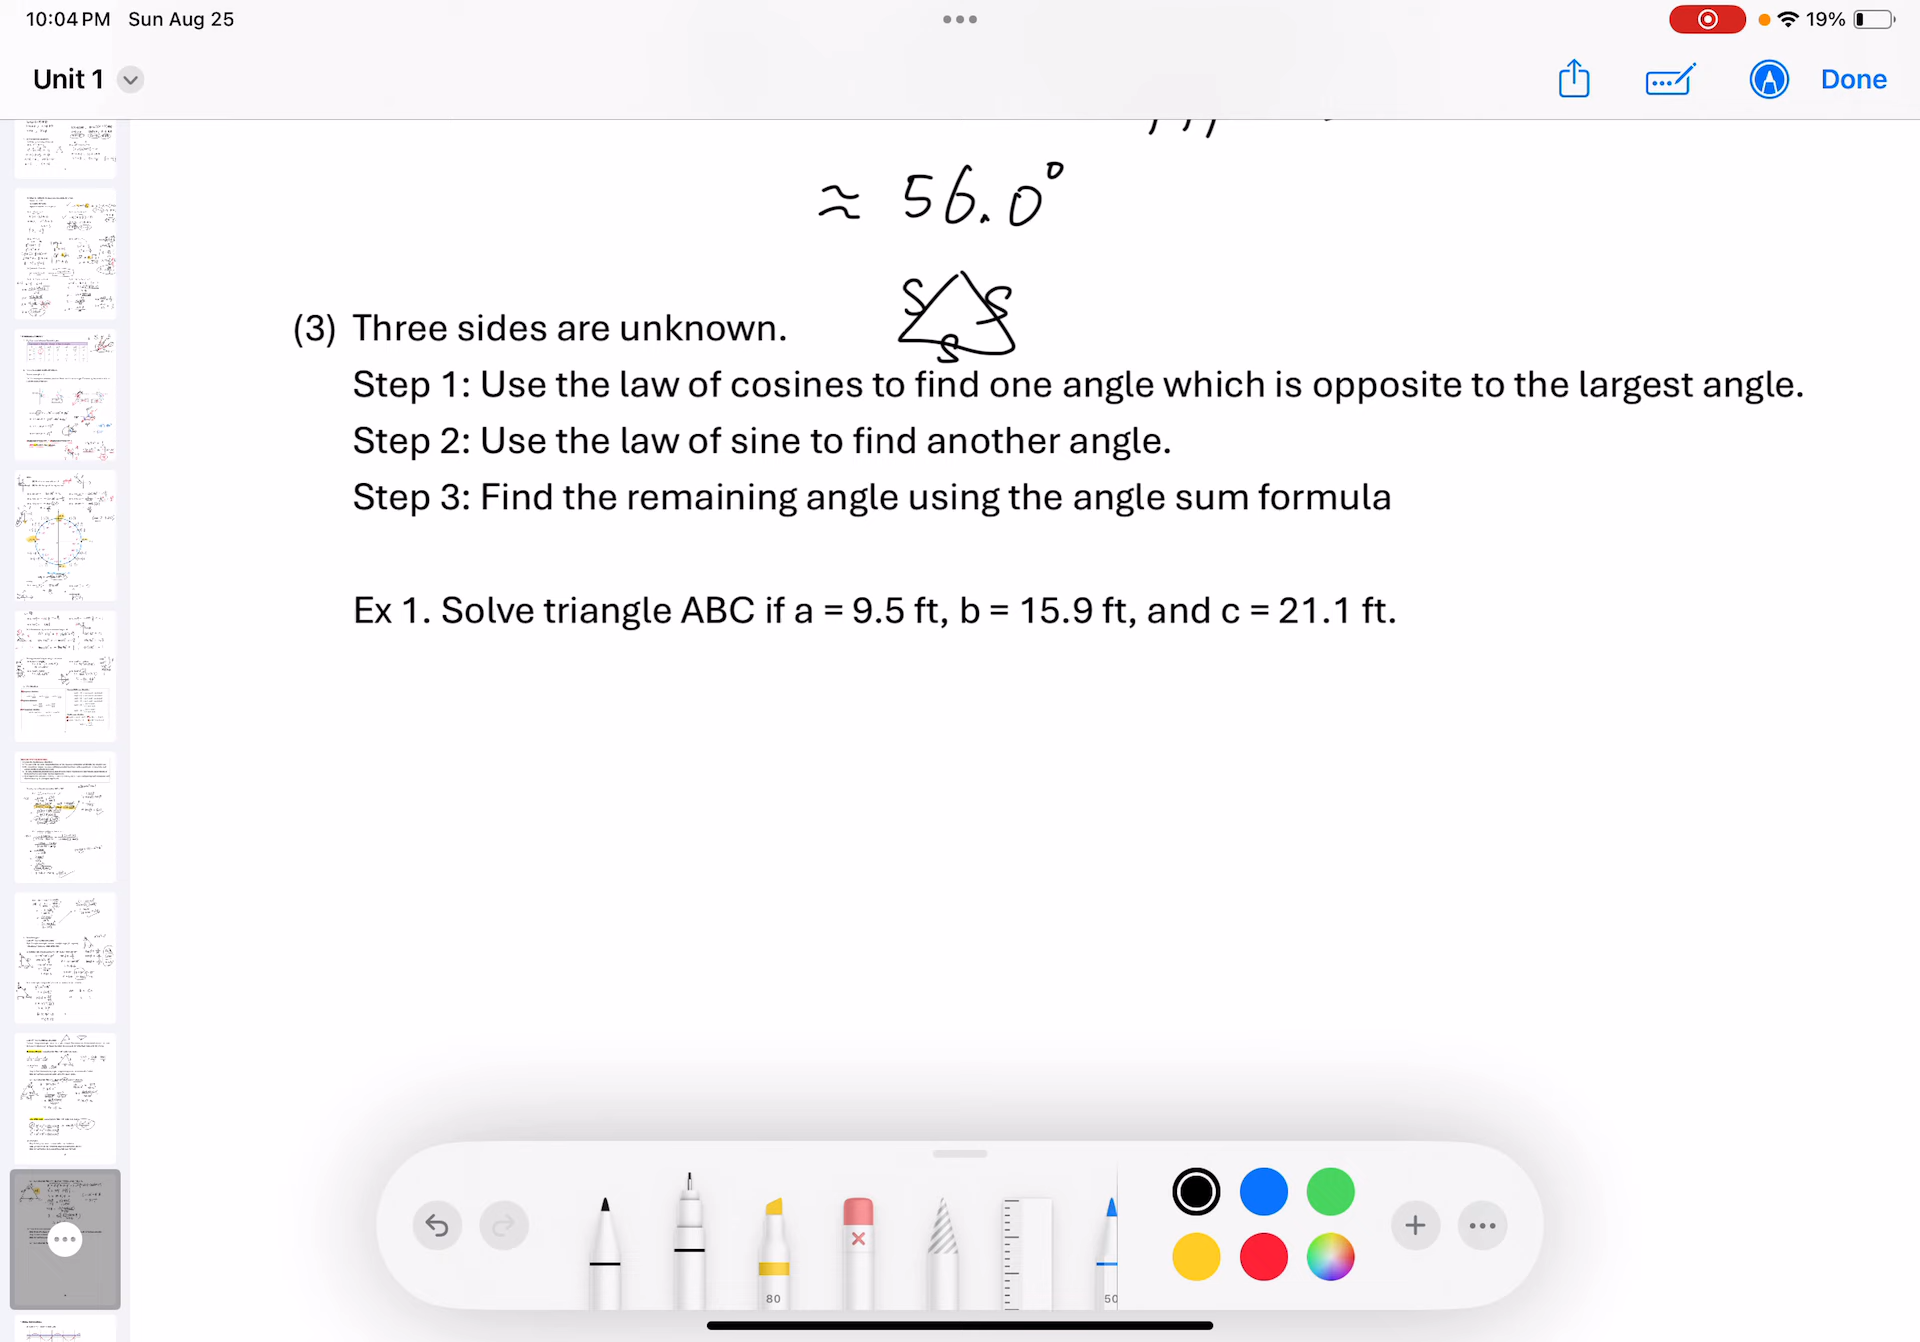 10:04 PM Sun Aug 25
19%
Unit 1
Done
≈ 56.0°
S S
S
(3) Three sides are unknown.
Step 1: Use the law of cosines to find one angle which is opposite to the largest angle.
Step 2: Use the law of sine to find another angle.
Step 3: Find the remaining angle using the angle sum formula
Ex 1. Solve triangle ABC if a = 9.5 ft, b = 15.9 ft, and c = 21.1 ft.
80
50